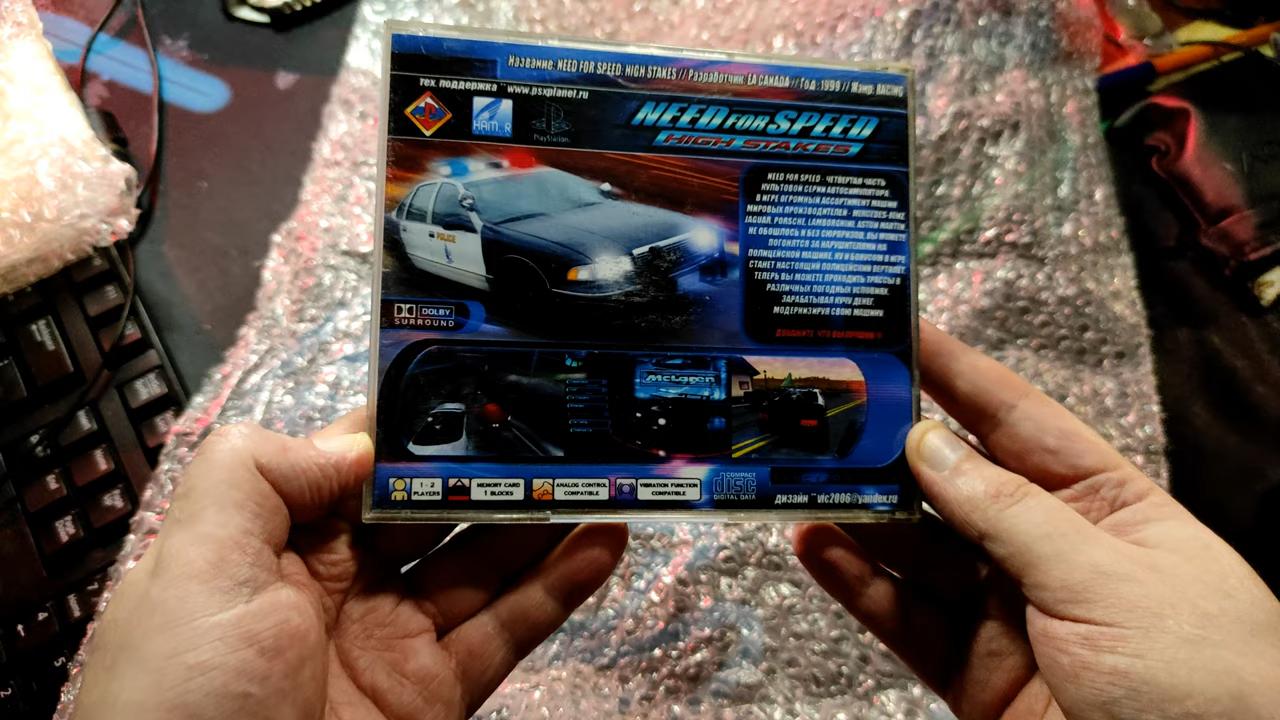 Название: NEED FOR SPEED: HIGH STAKES // Разработчик: EA CANADA // Год: 1999 // Жанр: RACING
тех. поддержка ~www.psxplanet.ru
HAM_R
PlayStation
NEED FOR SPEED
HIGH STAKES
NEED FOR SPEED - ЧЕТВЕРТАЯ ЧАСТЬ
КУЛЬТОВОЙ СЕРИИ АВТОСИМУЛЯТОРА
В ИГРЕ ОГРОМНЫЙ АССОРТИМЕНТ МАШИН
МИРОВЫХ ПРОИЗВОДИТЕЛЕЙ - MERCEDES-BENZ,
JAGUAR, PORSCHE, LAMBORGHINI, ASTON MARTIN
НЕ ОБОШЛОСЬ И БЕЗ СЮРПРИЗОВ, ВЫ МОЖЕТЕ
ПОГОНЯТСЯ ЗА НАРУШИТЕЛЯМИ НА
ПОЛИЦЕЙСКОЙ МАШИНЕ, НУ И БОНУСОМ В ИГРЕ
СТАНЕТ НАСТОЯЩИЙ ПОЛИЦЕЙСКИЙ ВЕРТОЛЕТ,
ТЕПЕРЬ ВЫ МОЖЕТЕ ПРОХОДИТЬ ТРАССЫ В
РАЗЛИЧНЫХ ПОГОДНЫХ УСЛОВИЯХ,
ЗАРАБАТЫВАЯ КУЧУ ДЕНЕГ,
МОДЕРНИЗИРУЯ СВОЮ МАШИНУ
POLICE
DOLBY
SURROUND
McLaren
1 - 2
PLAYERS
MEMORY CARD
1 BLOCKS
ANALOG CONTROL
COMPATIBLE
VIBRATION FUNCTION
COMPATIBLE
COMPACT
disc
DIGITAL DATA
дизайн ~vic2006@yandex.ru